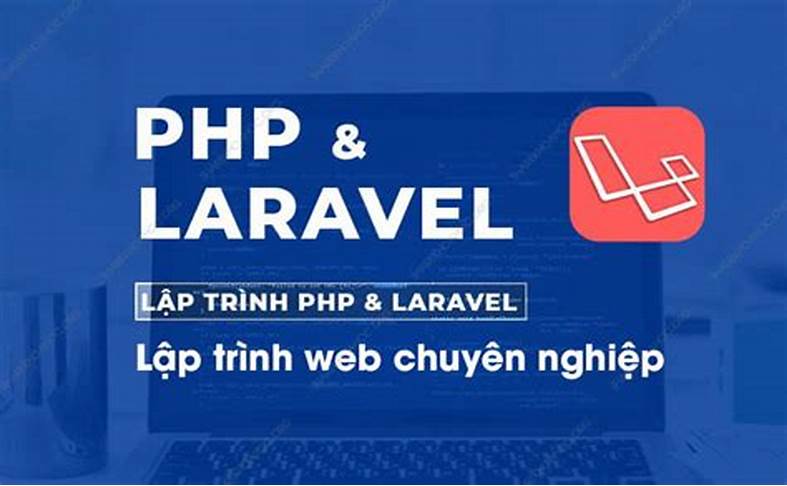 PHP &
LARAVEL
LẬP TRÌNH PHP & LARAVEL
Lập trình web chuyên nghiệp